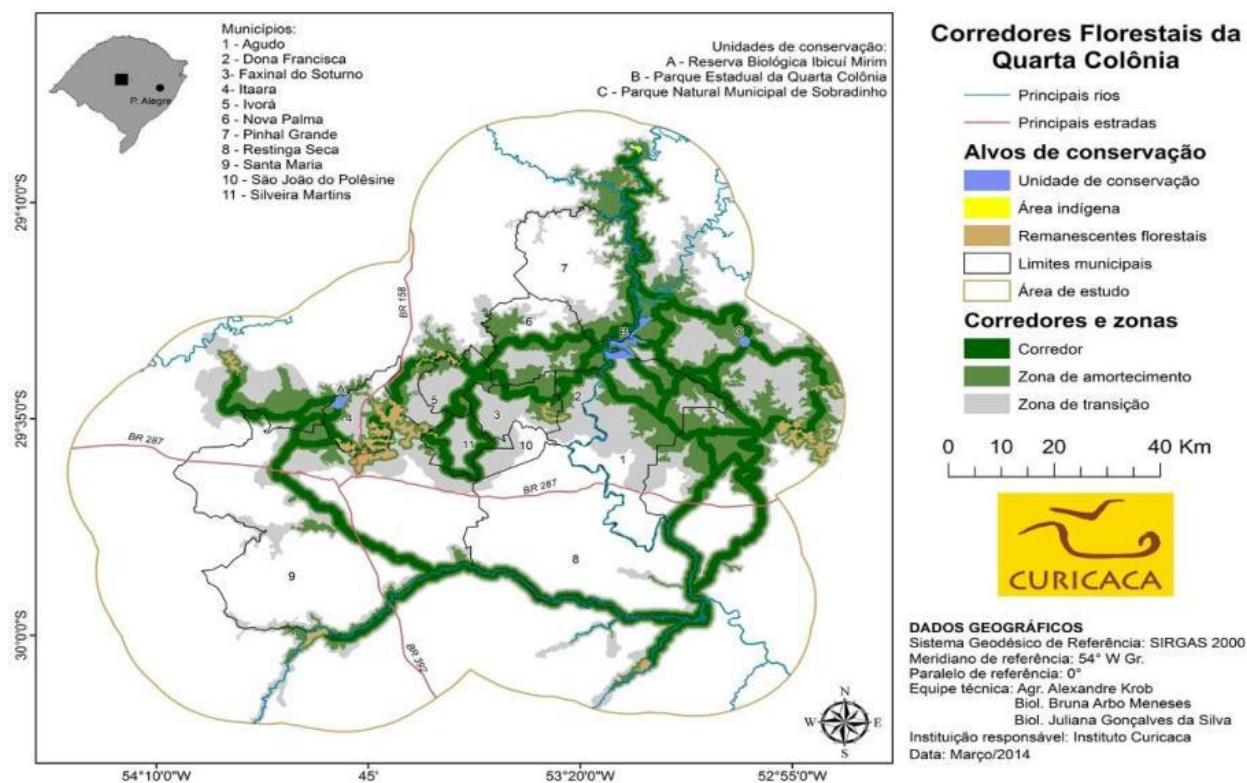 Municípios:
1 - Agudo
2 - Dona Francisca
3- Faxinal do Soturno
4- Itaara
5 - Ivorá
6 - Nova Palma
7 - Pinhal Grande
8 - Restinga Seca
9 - Santa Maria
10 - São João do Polêsine
11 - Silveira Martins
P. Alegre
Unidades de conservação:
A - Reserva Biológica Ibicuí Mirim
B - Parque Estadual da Quarta Colônia
C - Parque Natural Municipal de Sobradinho
29°10'0"S
29°35'0"S
30°0'0"S
7
BR 158
6
B
C
A
4
5
3
2
11
10
1
BR 287
BR 287
8
9
BR 392
N
W
E
S
54°10'0"W
45'
53°20'0"W
52°55'0"W
Corredores Florestais da
Quarta Colônia
Principais rios
Principais estradas
Alvos de conservação
Unidade de conservação
Área indígena
Remanescentes florestais
Limites municipais
Área de estudo
Corredores e zonas
Corredor
Zona de amortecimento
Zona de transição
0 10 20 40 Km
CURICACA
DADOS GEOGRÁFICOS
Sistema Geodésico de Referência: SIRGAS 2000
Meridiano de referência: 54° W Gr.
Paralelo de referência: 0°
Equipe técnica: Agr. Alexandre Krob
Biol. Bruna Arbo Meneses
Biol. Juliana Gonçalves da Silva
Instituição responsável: Instituto Curicaca
Data: Março/2014